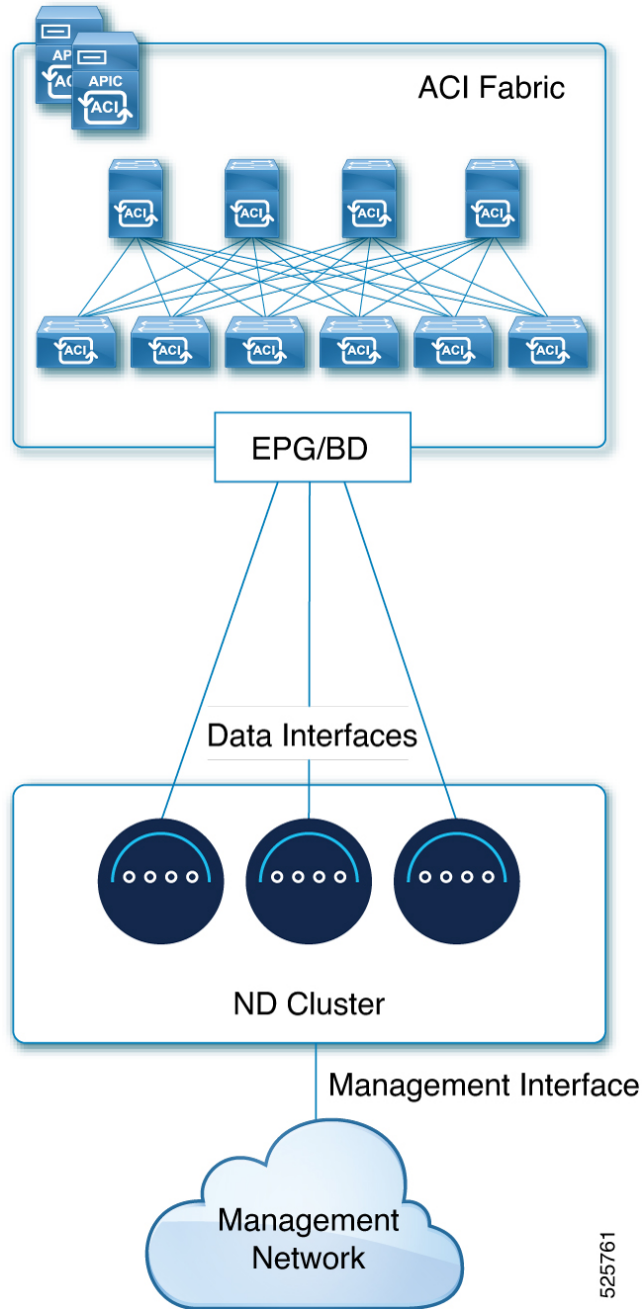 APIC
ACI
APIC
ACI
ACI Fabric
ACI
ACI
ACI
ACI
ACI
ACI
ACI
ACI
ACI
ACI
EPG/BD
Data Interfaces
ND Cluster
Management Interface
Management
Network
525761